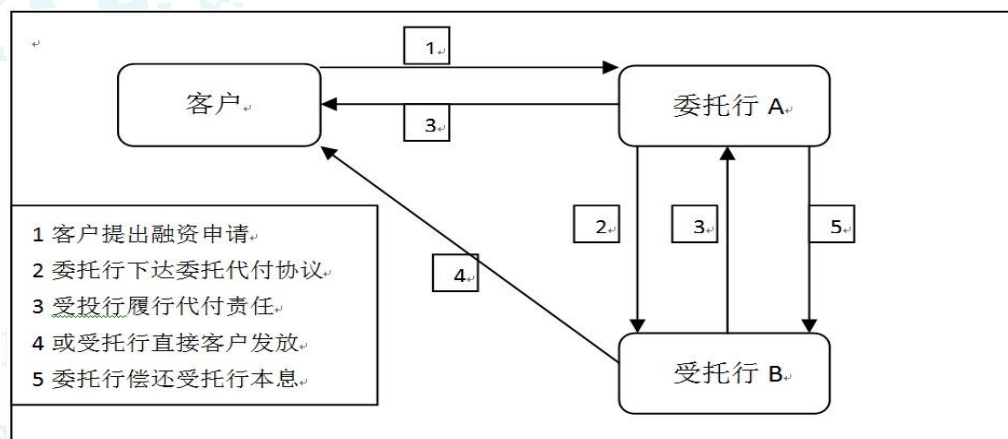 1
客户
委托行 A
3
2
3
5
4
1 客户提出融资申请
2 委托行下达委托代付协议
3 受投行履行代付责任
4 或受托行直接客户发放
5 委托行偿还受托行本息
受托行 B